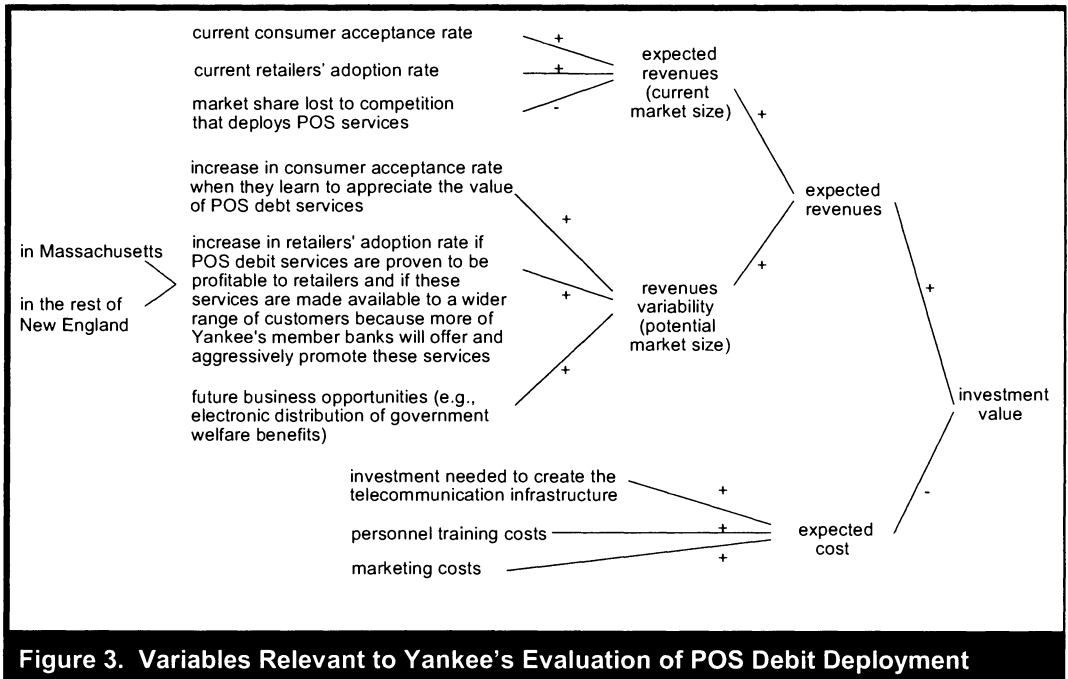 current consumer acceptance rate
current retailers' adoption rate
market share lost to competition
that deploys POS services
+
+
-
expected
revenues
(current
market size)
+
increase in consumer acceptance rate
when they learn to appreciate the value
of POS debt services
+
expected
revenues
in Massachusetts
in the rest of
New England
increase in retailers' adoption rate if
POS debit services are proven to be
profitable to retailers and if these
services are made available to a wider
range of customers because more of
Yankee's member banks will offer and
aggressively promote these services
+
revenues
variability
(potential
market size)
+
+
future business opportunities (e.g.,
electronic distribution of government
welfare benefits)
+
investment
value
investment needed to create the
telecommunication infrastructure
personnel training costs
marketing costs
+
+
+
expected
cost
-
Figure 3. Variables Relevant to Yankee's Evaluation of POS Debit Deployment